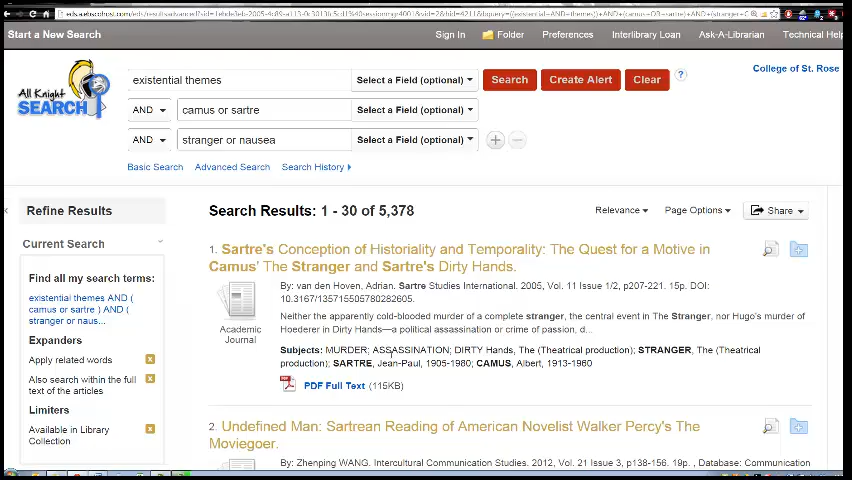 Start a New Search
Sign In Folder Preferences Interlibrary Loan Ask-A-Librarian Technical Help
All Knight
SEARCH
existential themes Select a Field (optional) Search Create Alert Clear ?
College of St. Rose
AND camus or sartre Select a Field (optional)
AND stranger or nausea Select a Field (optional)
Basic Search Advanced Search Search History
Refine Results
Search Results: 1 - 30 of 5,378
Relevance Page Options Share
Current Search
Find all my search terms:
existential themes AND (
camus or sartre ) AND (
stranger or naus...
Expanders
Apply related words
Also search within the full
text of the articles
Limiters
Available in Library
Collection
1. Sartre's Conception of Historiality and Temporality: The Quest for a Motive in
Camus' The Stranger and Sartre's Dirty Hands.
Academic
Journal
By: van den Hoven, Adrian. Sartre Studies International. 2005, Vol. 11 Issue 1/2, p207-221. 15p. DOI:
10.3167/135715505780282605.
Neither the apparently cold-blooded murder of a complete stranger, the central event in The Stranger, nor Hugo's murder of
Hoederer in Dirty Hands—a political assassination or crime of passion, d...
Subjects: MURDER; ASSASSINATION; DIRTY Hands, The (Theatrical production); STRANGER, The (Theatrical
production); SARTRE, Jean-Paul, 1905-1980; CAMUS, Albert, 1913-1960
PDF Full Text (115KB)
2. Undefined Man: Sartrean Reading of American Novelist Walker Percy's The
Moviegoer.
By: Zhenping WANG. Intercultural Communication Studies. 2012, Vol. 21 Issue 3, p138-156. 19p. , Database: Communication